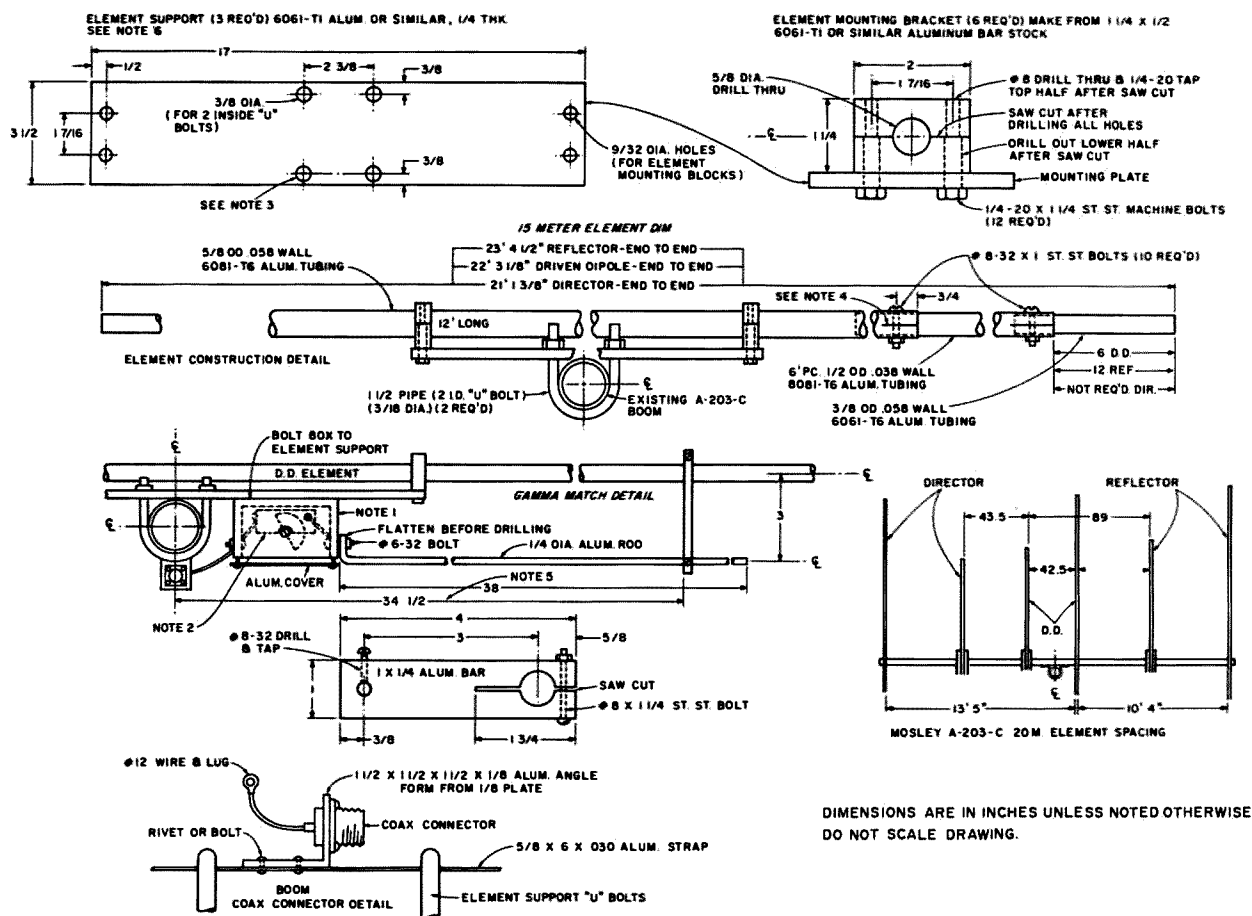 ELEMENT SUPPORT (3 REQ'D) 6061-T1 ALUM. OR SIMILAR, 1/4 THK.
SEE NOTE 6
17
1/2
2 3/8
3/8
3/8 DIA.
(FOR 2 INSIDE "U"
BOLTS)
3 1/2
1 7/16
9/32 DIA. HOLES
(FOR ELEMENT
MOUNTING BLOCKS)
3/8
SEE NOTE 3
ELEMENT MOUNTING BRACKET (6 REQ'D) MAKE FROM 1 1/4 X 1/2
6061-T1 OR SIMILAR ALUMINUM BAR STOCK
2
5/8 DIA.
DRILL THRU
1 7/16
#8 DRILL THRU & 1/4-20 TAP
TOP HALF AFTER SAW CUT
SAW CUT AFTER
DRILLING ALL HOLES
℄
1 1/4
DRILL OUT LOWER HALF
AFTER SAW CUT
MOUNTING PLATE
1/4-20 X 1 1/4 ST. ST. MACHINE BOLTS
(12 REQ'D)
15 METER ELEMENT DIM
5/8 OD .058 WALL
6081-T6 ALUM. TUBING
23' 4 1/2" REFLECTOR-END TO END
22' 3 1/8" DRIVEN DIPOLE-END TO END
21' 1 3/8" DIRECTOR-END TO END
#8-32 X 1 ST. ST BOLTS (10 REQ'D)
SEE NOTE 4
3/4
12' LONG
ELEMENT CONSTRUCTION DETAIL
1 1/2 PIPE (2 I.D. "U" BOLT)
(3/18 DIA.) (2 REQ'D)
℄
EXISTING A-203-C
BOOM
6' PC. 1/2 OD .038 WALL
8081-T6 ALUM. TUBING
3/8 OD .058 WALL
6061-T6 ALUM. TUBING
6 D.D.
12 REF
NOT REQ'D. DIR.
℄
BOLT BOX TO
ELEMENT SUPPORT
D.D. ELEMENT
GAMMA MATCH DETAIL
℄
℄
NOTE 1
FLATTEN BEFORE DRILLING
#6-32 BOLT
1/4 DIA. ALUM. ROD
3
℄
ALUM. COVER
NOTE 5
38
34 1/2
NOTE 2
4
3
5/8
#8-32 DRILL
& TAP
1 X 1/4 ALUM. BAR
1
SAW CUT
#8 X 1 1/4 ST. ST. BOLT
3/8
1 3/4
DIRECTOR
REFLECTOR
43.5
89
42.5
D.D.
℄
13' 5"
10' 4"
MOSLEY A-203-C 20M. ELEMENT SPACING
#12 WIRE & LUG
1 1/2 X 1 1/2 X 1 1/2 X 1/8 ALUM. ANGLE
FORM FROM 1/8 PLATE
COAX CONNECTOR
RIVET OR BOLT
5/8 X 6 X .030 ALUM. STRAP
BOOM
COAX CONNECTOR DETAIL
ELEMENT SUPPORT "U" BOLTS
DIMENSIONS ARE IN INCHES UNLESS NOTED OTHERWISE
DO NOT SCALE DRAWING.